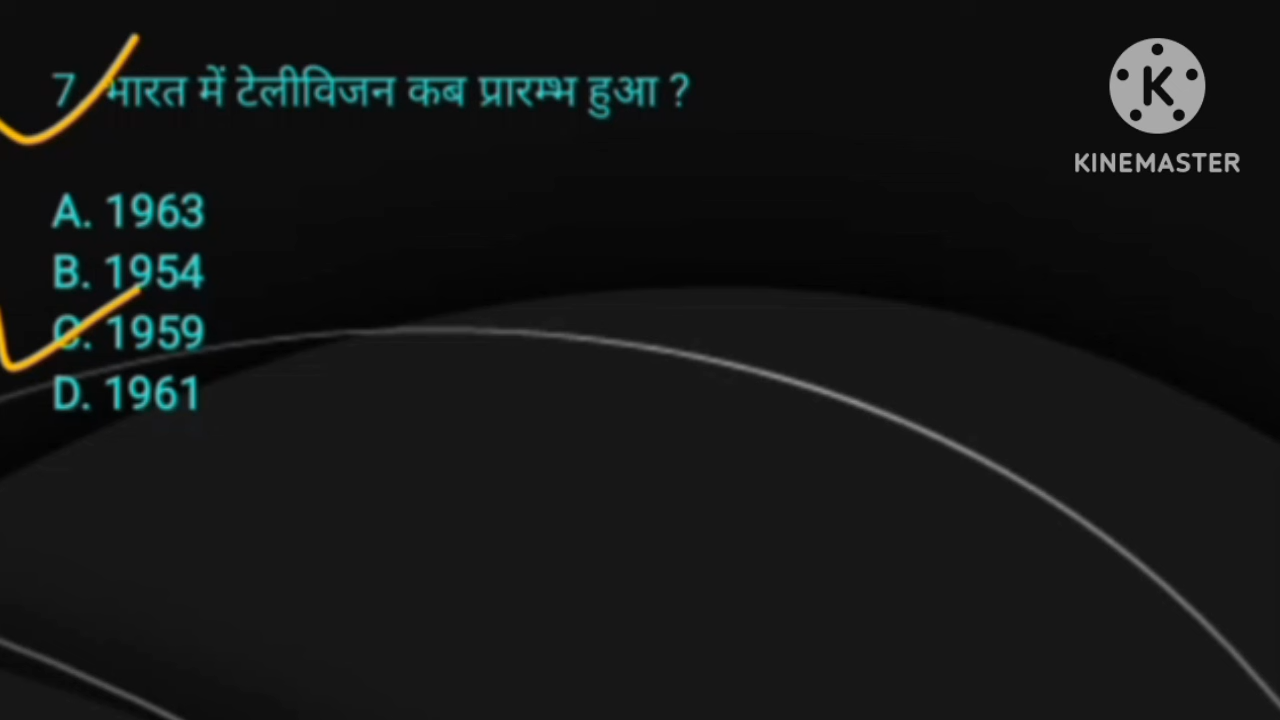 7 भारत में टेलीविजन कब प्रारम्भ हुआ ?
A. 1963
B. 1954
C. 1959
D. 1961
K
KINEMASTER